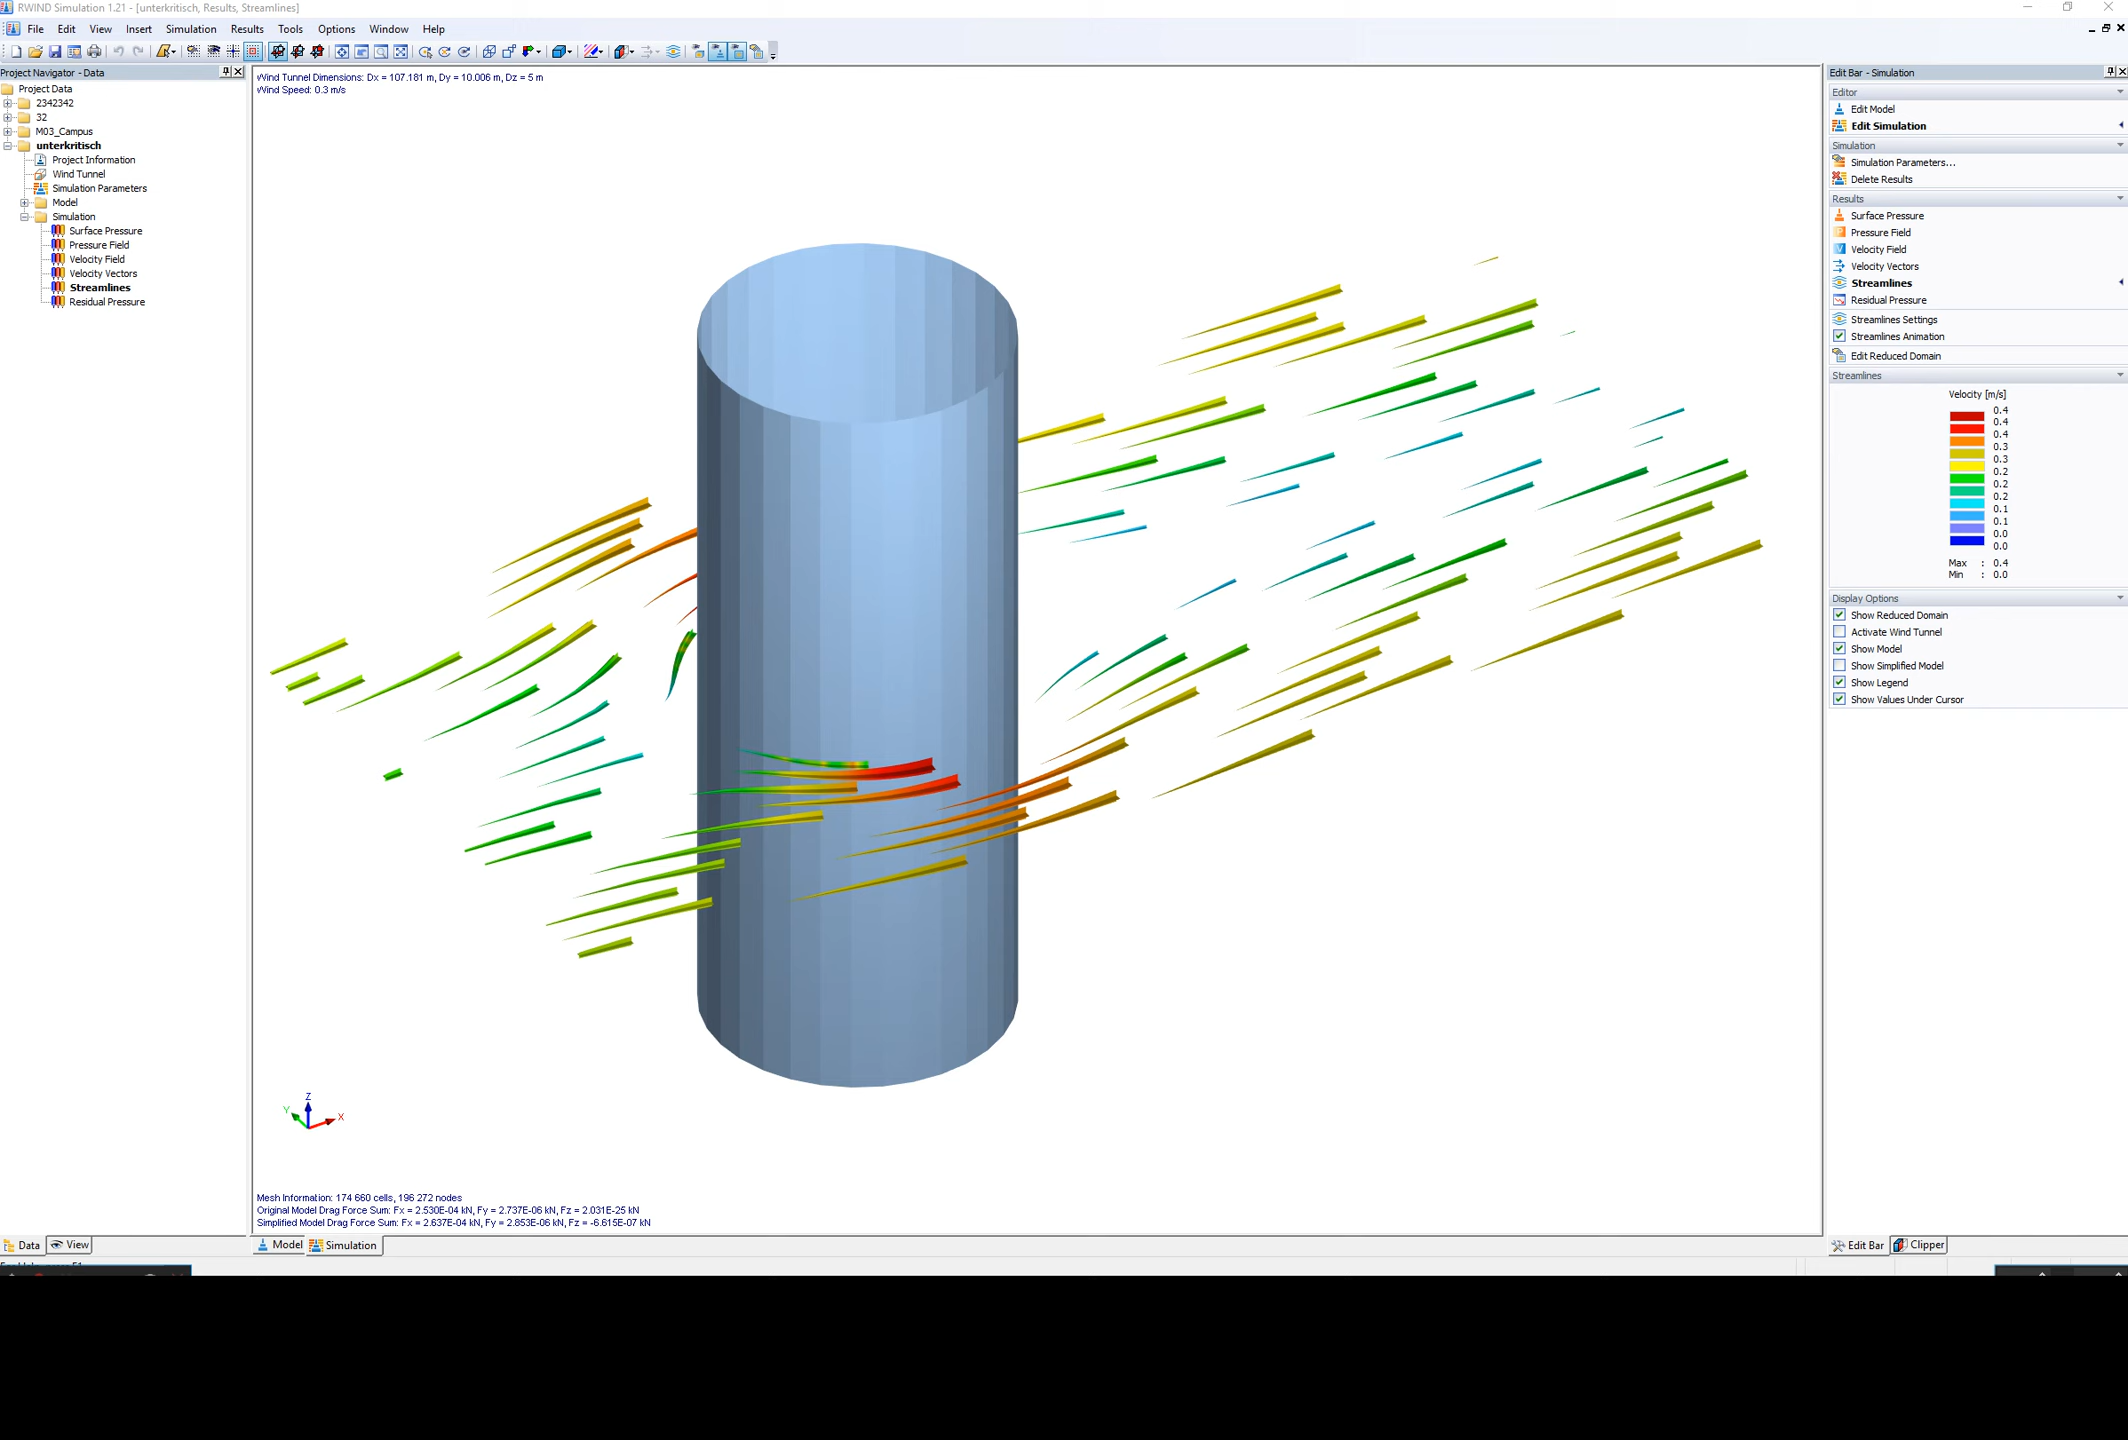 RWIND Simulation 1.21 - [unterkritisch, Results, Streamlines]
File Edit View Insert Simulation Results Tools Options Window Help
Project Navigator - Data
Project Data
2342342
32
M03_Campus
unterkritisch
Project Information
Wind Tunnel
Simulation Parameters
Model
Simulation
Surface Pressure
Pressure Field
Velocity Field
Velocity Vectors
Streamlines
Residual Pressure
Data View
Wind Tunnel Dimensions: Dx = 107.181 m, Dy = 10.006 m, Dz = 5 m
Wind Speed: 0.3 m/s
Z
Y
X
Mesh Information: 174 660 cells, 196 272 nodes
Original Model Drag Force Sum: Fx = 2.530E-04 kN, Fy = 2.737E-06 kN, Fz = 2.031E-25 kN
Simplified Model Drag Force Sum: Fx = 2.637E-04 kN, Fy = 2.853E-06 kN, Fz = -6.615E-07 kN
Model Simulation
Edit Bar - Simulation
Editor
Edit Model
Edit Simulation
Simulation
Simulation Parameters...
Delete Results
Results
Surface Pressure
Pressure Field
Velocity Field
Velocity Vectors
Streamlines
Residual Pressure
Streamlines Settings
Streamlines Animation
Edit Reduced Domain
Streamlines
Velocity [m/s]
0.4
0.4
0.4
0.3
0.3
0.2
0.2
0.2
0.1
0.1
0.0
0.0
Max : 0.4
Min : 0.0
Display Options
Show Reduced Domain
Activate Wind Tunnel
Show Model
Show Simplified Model
Show Legend
Show Values Under Cursor
Edit Bar Clipper